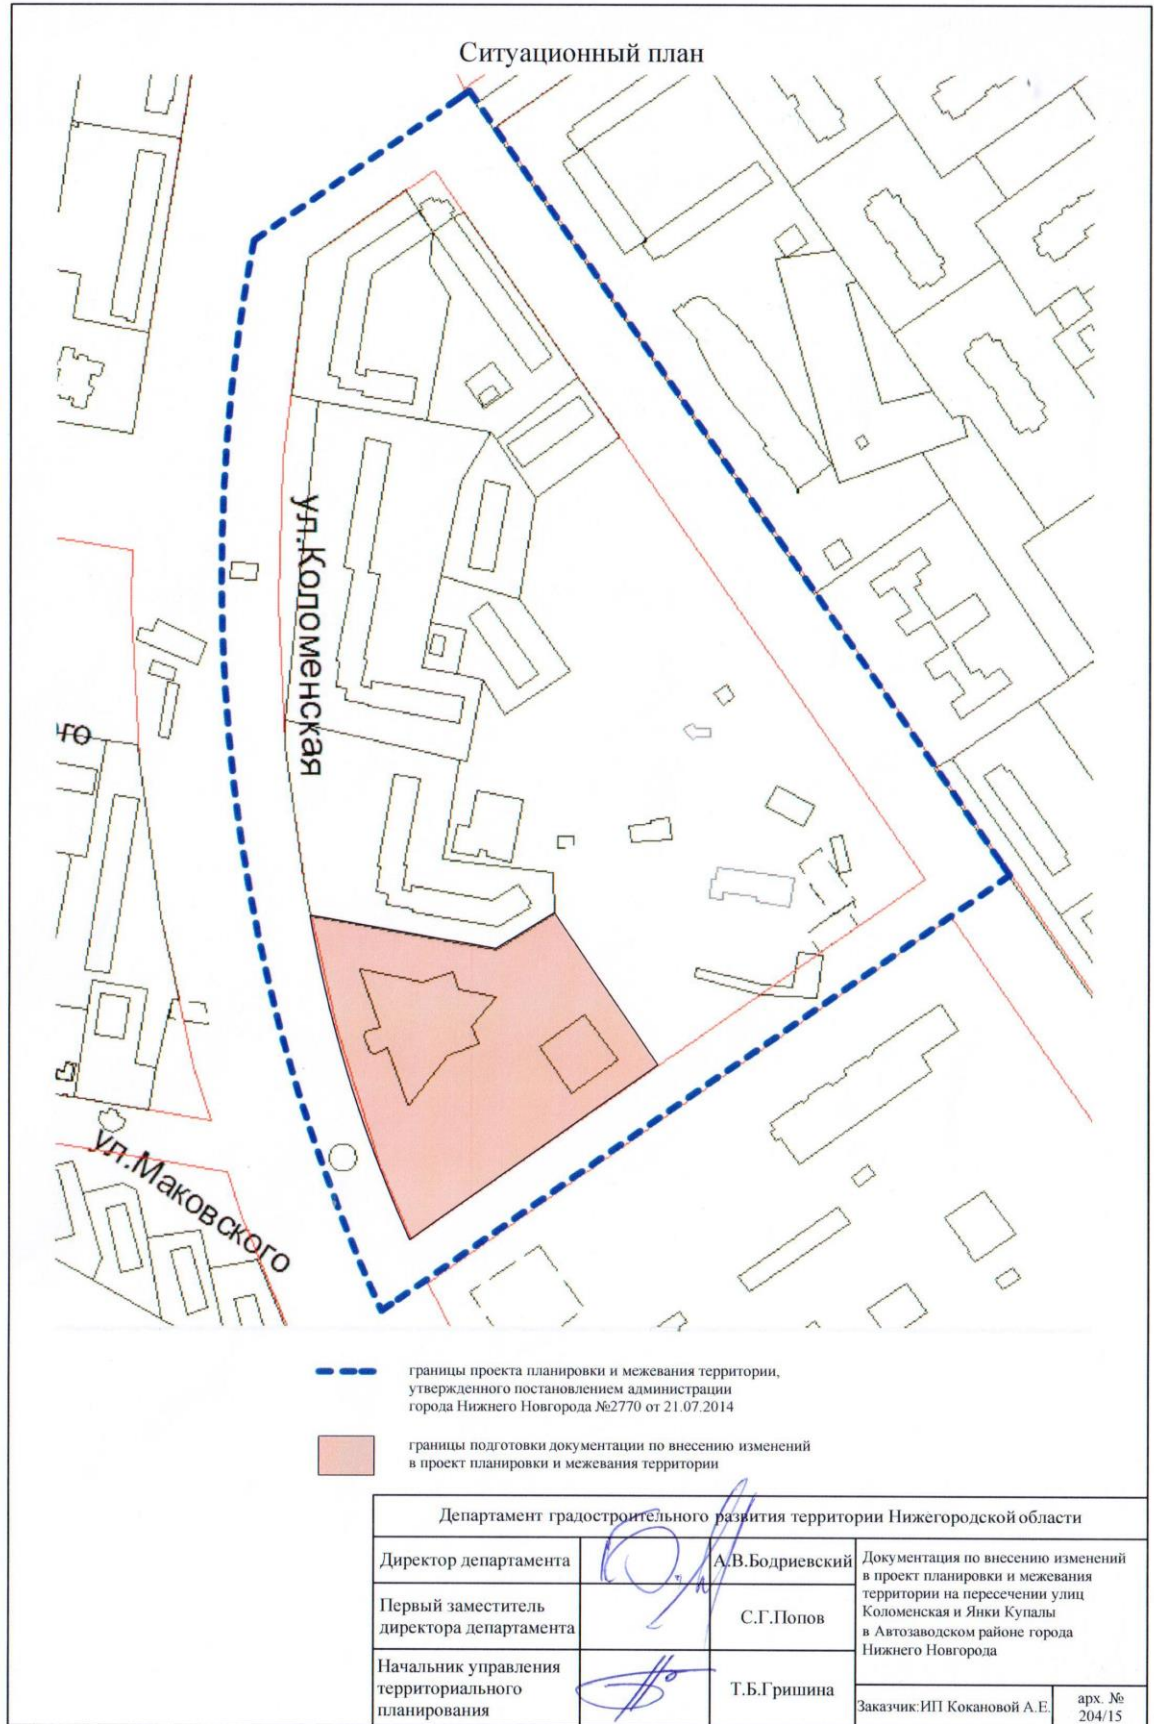 Ситуационный план
ул.Коломенская
го
ул.Маковского
границы проекта планировки и межевания территории,
утвержденного постановлением администрации
города Нижнего Новгорода №2770 от 21.07.2014
границы подготовки документации по внесению изменений
в проект планировки и межевания территории
Департамент градостроительного развития территории Нижегородской области
Директор департамента
А.В.Бодриевский
Первый заместитель
директора департамента
С.Г.Попов
Начальник управления
территориального
планирования
Т.Б.Гришина
Документация по внесению изменений
в проект планировки и межевания
территории на пересечении улиц
Коломенская и Янки Купалы
в Автозаводском районе города
Нижнего Новгорода
Заказчик:ИП Кокановой А.Е.
арх. №
204/15